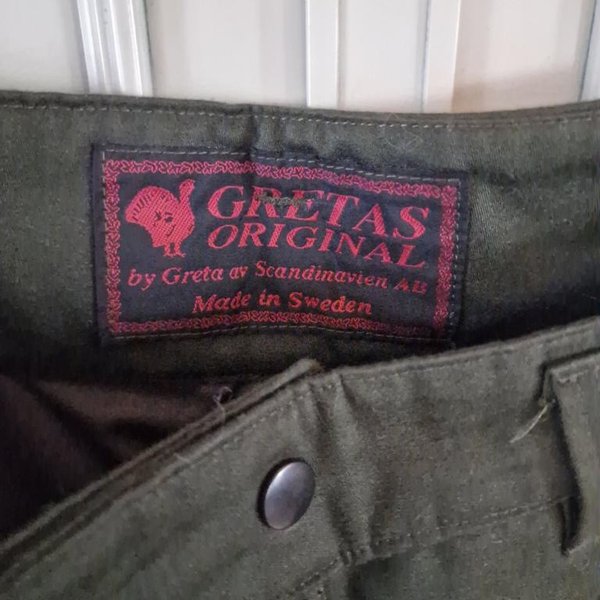 GRETAS
ORIGINAL
by Greta av Scandinavien AB
Made in Sweden